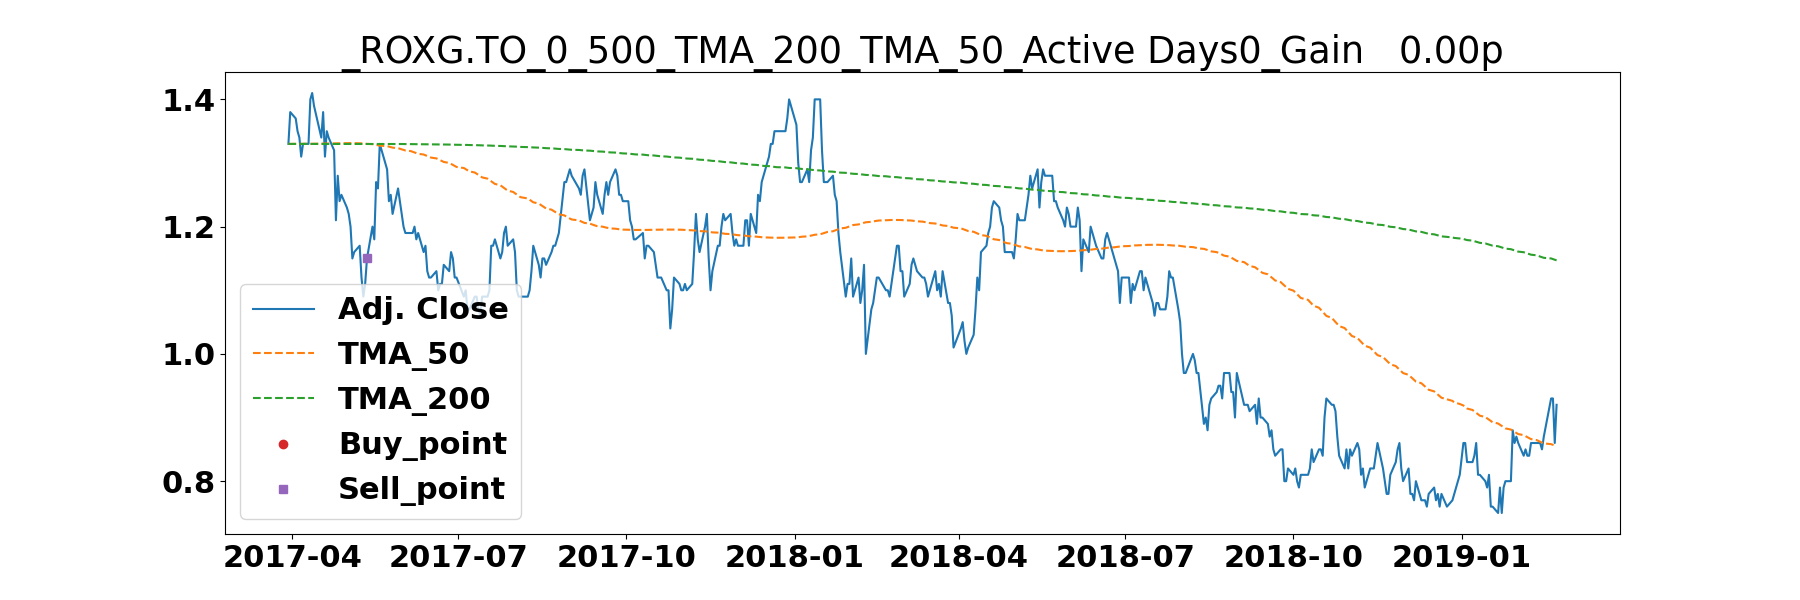 _ROXG.TO_0_500_TMA_200_TMA_50_Active Days0_Gain   0.00p
1.4
1.2
1.0
0.8
Adj. Close
TMA_50
TMA_200
Buy_point
Sell_point
2017-04 2017-07 2017-10 2018-01 2018-04 2018-07 2018-10 2019-01